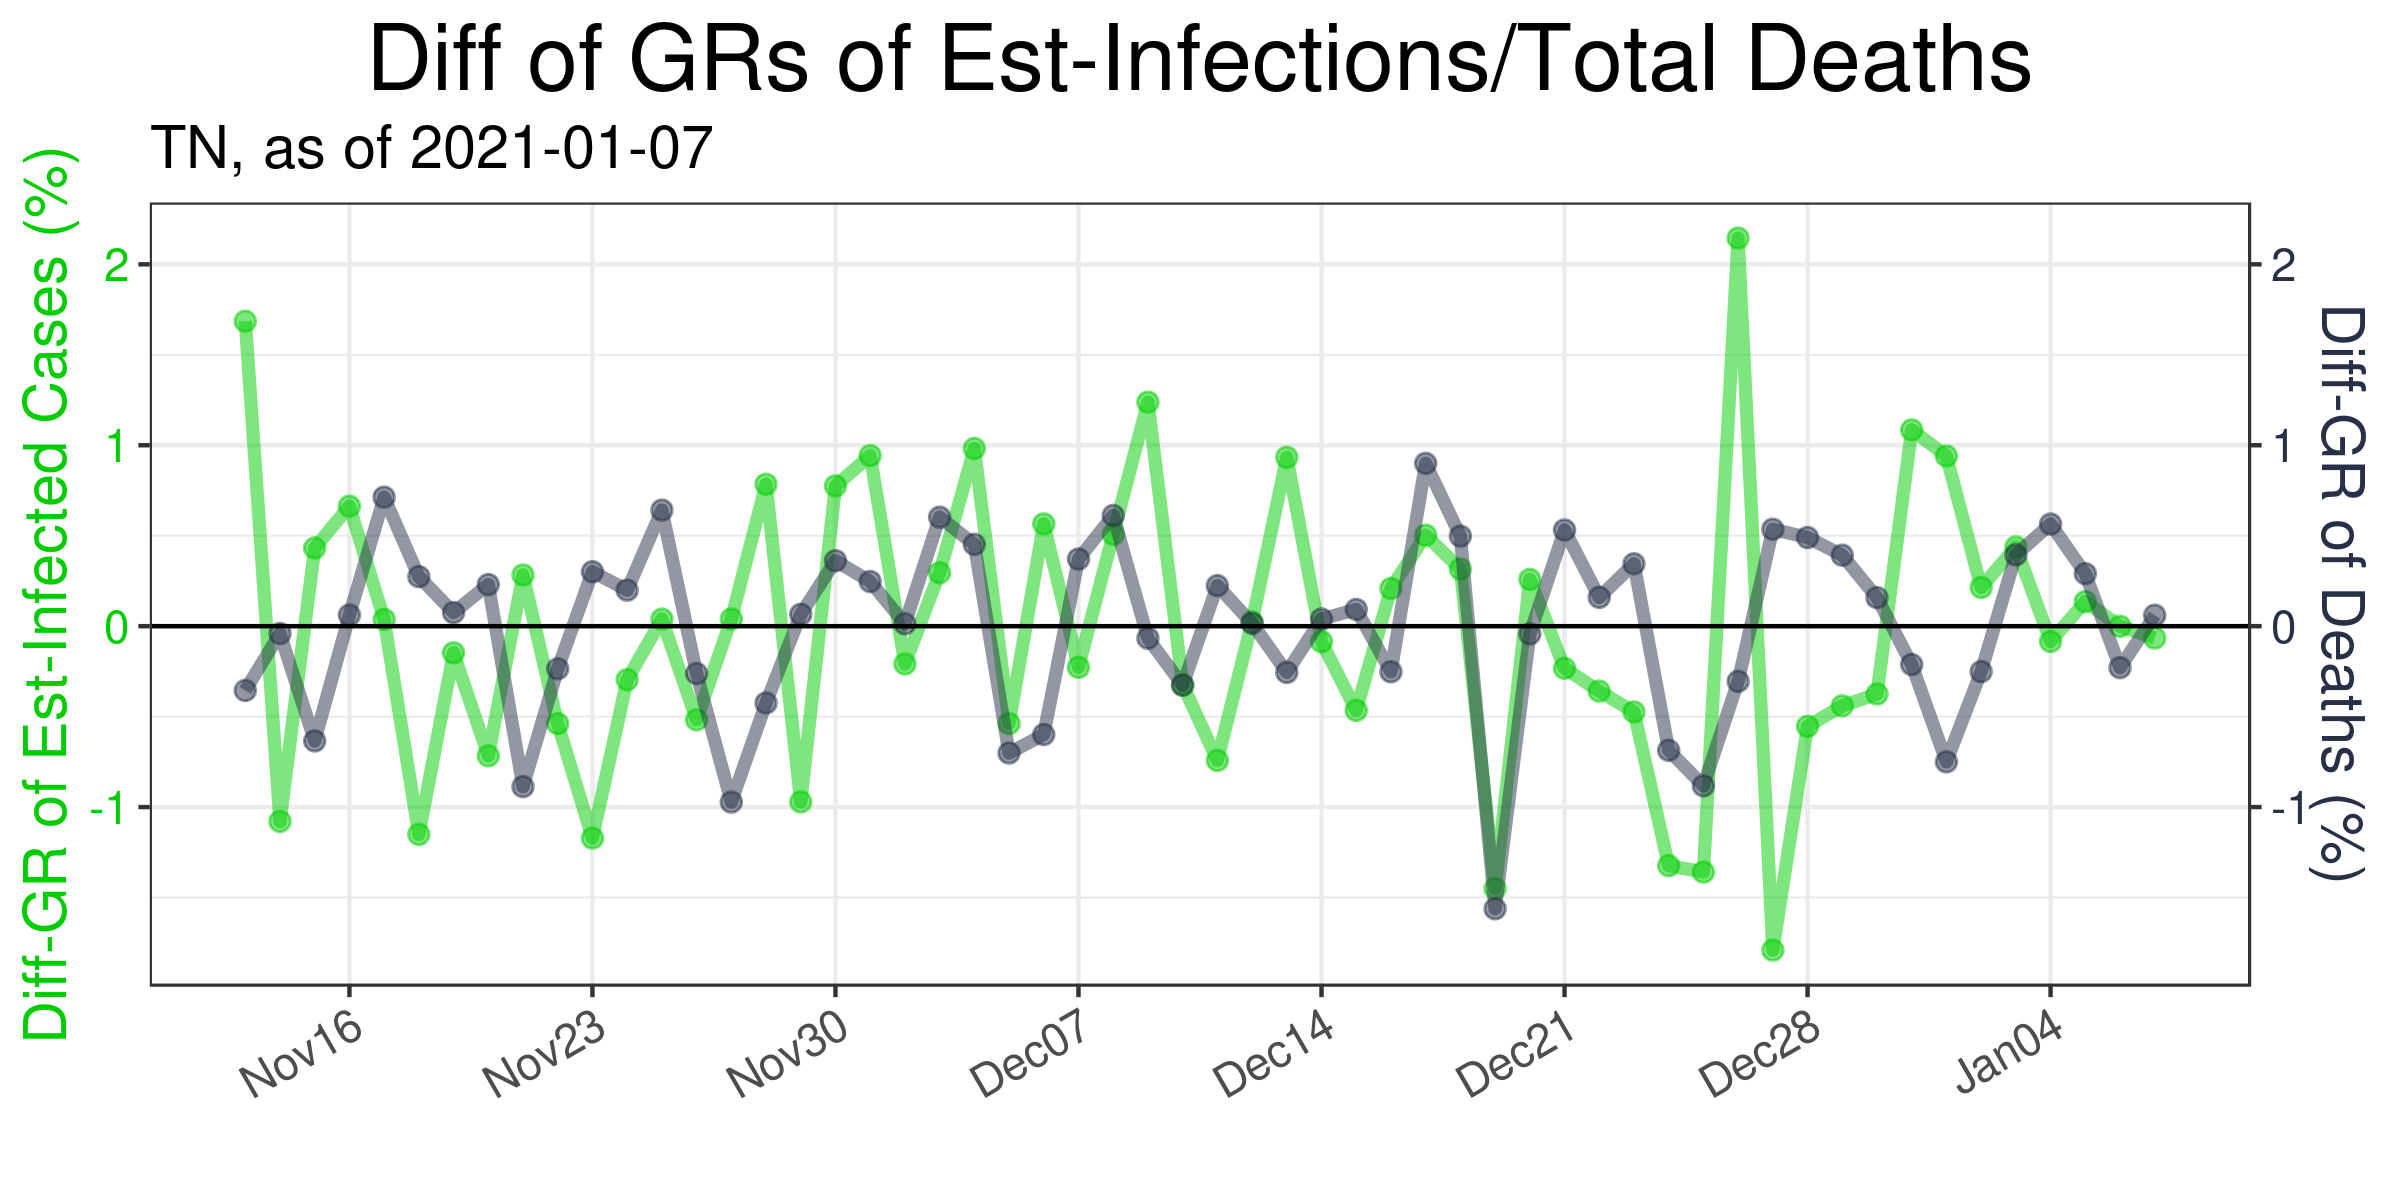 Diff of GRs of Est-Infections/Total Deaths
TN, as of 2021-01-07
Diff-GR of Est-Infected Cases (%)
2
1
0
-1
2
1
0
-1
Diff-GR of Deaths (%)
Nov16
Nov23
Nov30
Dec07
Dec14
Dec21
Dec28
Jan04